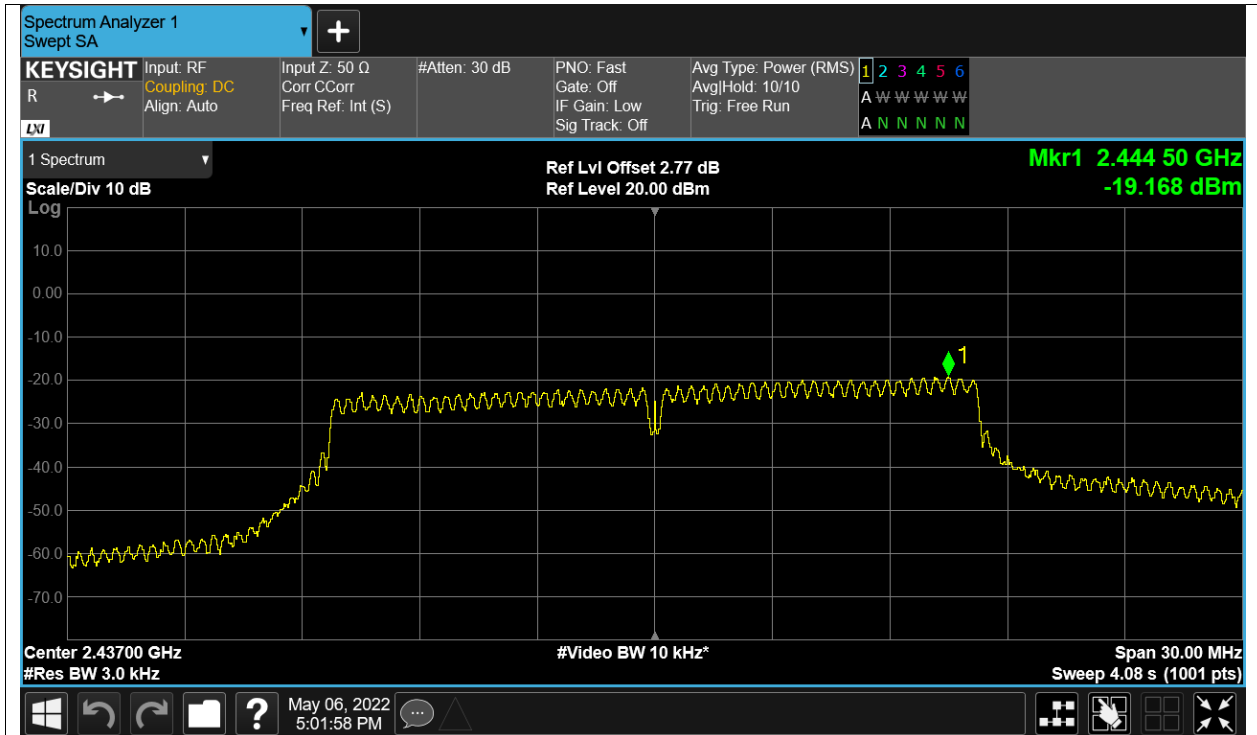 Spectrum Analyzer 1
Swept SA
KEYSIGHT
R
LXI
Input: RF
Coupling: DC
Align: Auto
Input Z: 50 Ω
Corr CCorr
Freq Ref: Int (S)
#Atten: 30 dB
PNO: Fast
Gate: Off
IF Gain: Low
Sig Track: Off
Avg Type: Power (RMS)
Avg|Hold: 10/10
Trig: Free Run
1 2 3 4 5 6
A W W W W W
A N N N N N
1 Spectrum
Scale/Div 10 dB
Log
Ref Lvl Offset 2.77 dB
Ref Level 20.00 dBm
Mkr1 2.444 50 GHz
-19.168 dBm
10.0
0.00
-10.0
-20.0
-30.0
-40.0
-50.0
-60.0
-70.0
1
Center 2.43700 GHz
#Res BW 3.0 kHz
#Video BW 10 kHz*
Span 30.00 MHz
Sweep 4.08 s (1001 pts)
?
May 06, 2022
5:01:58 PM